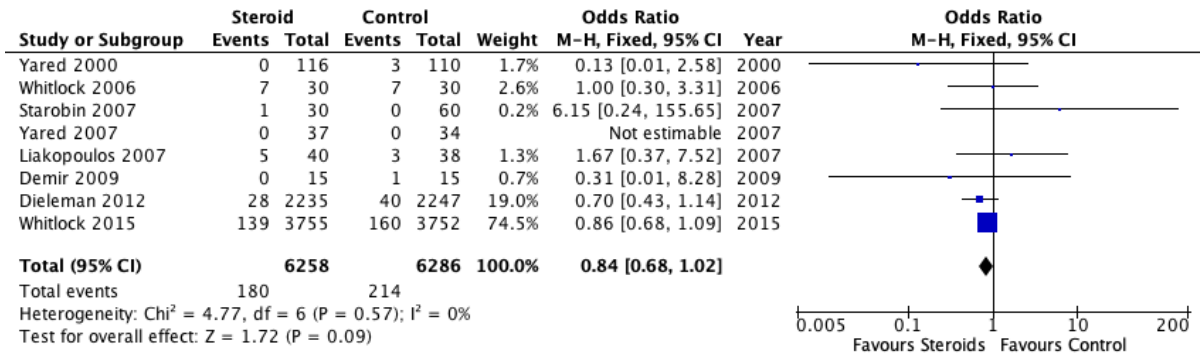 Steroid Control Odds Ratio Odds Ratio
Study or Subgroup Events Total Events Total Weight M-H, Fixed, 95% CI Year M-H, Fixed, 95% CI
Yared 2000 0 116 3 110 1.7% 0.13 [0.01, 2.58] 2000
Whitlock 2006 7 30 7 30 2.6% 1.00 [0.30, 3.31] 2006
Starobin 2007 1 30 0 60 0.2% 6.15 [0.24, 155.65] 2007
Yared 2007 0 37 0 34 Not estimable 2007
Liakopoulos 2007 5 40 3 38 1.3% 1.67 [0.37, 7.52] 2007
Demir 2009 0 15 1 15 0.7% 0.31 [0.01, 8.28] 2009
Dieleman 2012 28 2235 40 2247 19.0% 0.70 [0.43, 1.14] 2012
Whitlock 2015 139 3755 160 3752 74.5% 0.86 [0.68, 1.09] 2015
Total (95% CI) 6258 6286 100.0% 0.84 [0.68, 1.02]
Total events 180 214
Heterogeneity: Chi² = 4.77, df = 6 (P = 0.57); I² = 0%
Test for overall effect: Z = 1.72 (P = 0.09)
0.005 0.1 1 10 200
Favours Steroids Favours Control